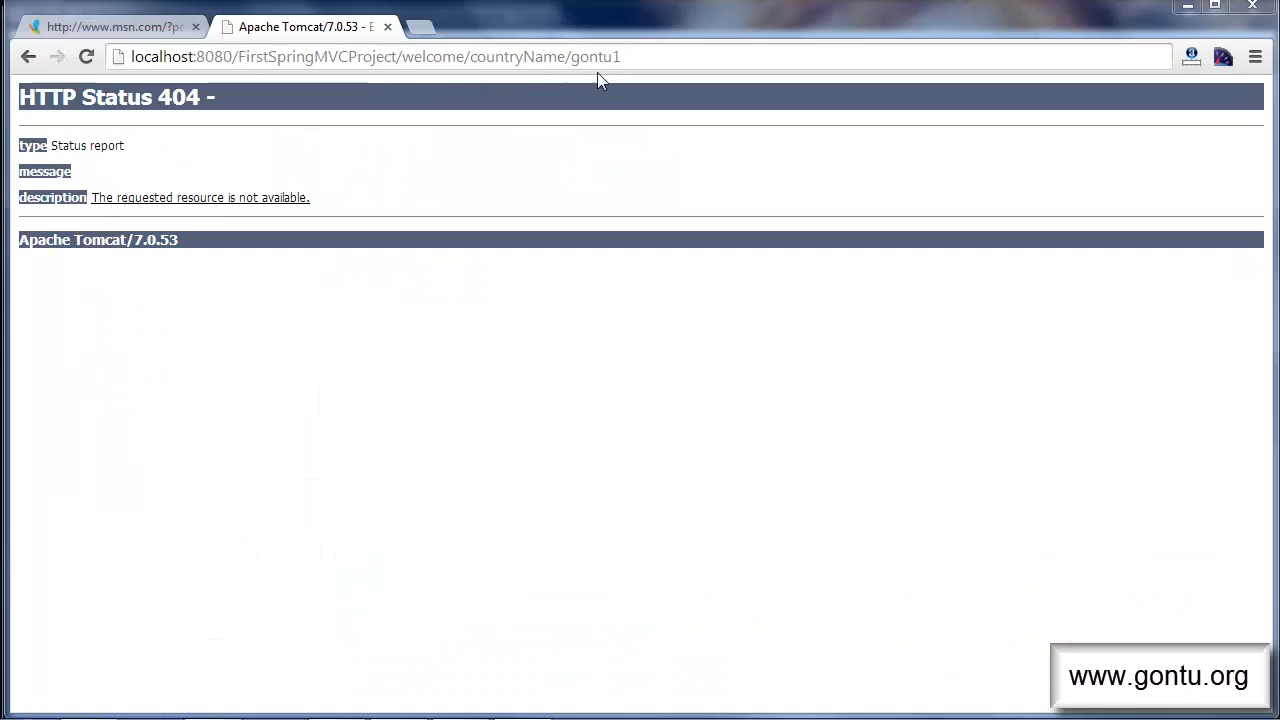 http://www.msn.com/?p
Apache Tomcat/7.0.53 - E
localhost:8080/FirstSpringMVCProject/welcome/countryName/gontu1
HTTP Status 404 -
type Status report
message
description The requested resource is not available.
Apache Tomcat/7.0.53
www.gontu.org